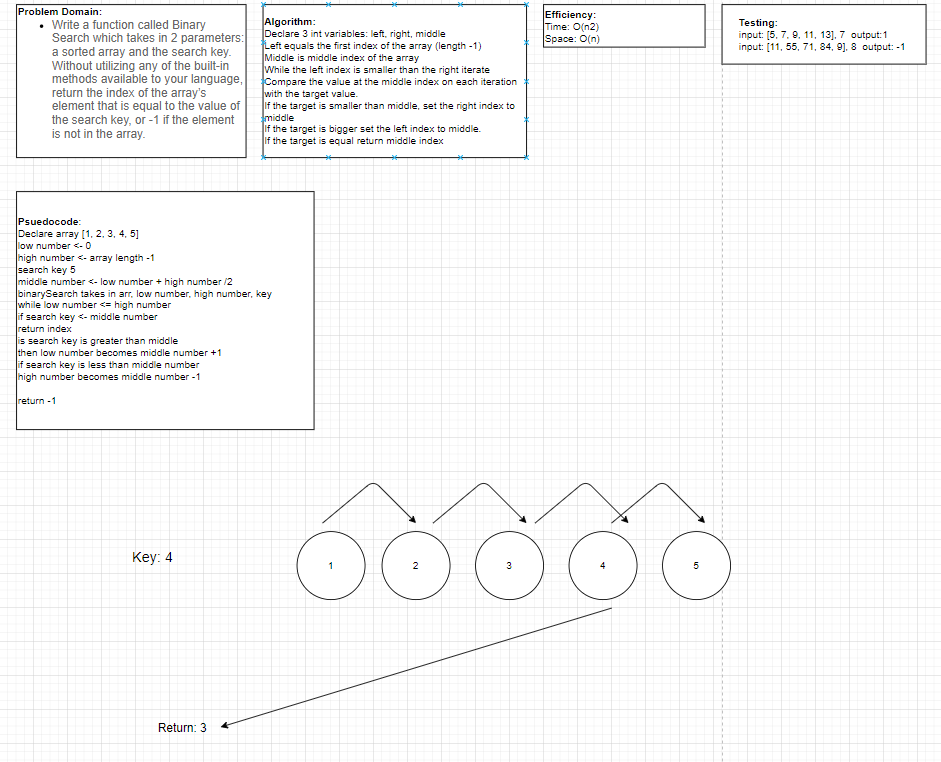 Problem Domain:
• Write a function called Binary
Search which takes in 2 parameters:
a sorted array and the search key.
Without utilizing any of the built-in
methods available to your language,
return the index of the array's
element that is equal to the value of
the search key, or -1 if the element
is not in the array.
Algorithm:
Declare 3 int variables: left, right, middle
Left equals the first index of the array (length -1)
Middle is middle index of the array
While the left index is smaller than the right iterate
Compare the value at the middle index on each iteration
with the target value.
If the target is smaller than middle, set the right index to
middle
If the target is bigger set the left index to middle.
If the target is equal return middle index
Efficiency:
Time: O(n2)
Space: O(n)
Testing:
input: [5, 7, 9, 11, 13], 7 output:1
input: [11, 55, 71, 84, 9], 8 output: -1
Psuedocode:
Declare array [1, 2, 3, 4, 5]
low number <- 0
high number <- array length -1
search key 5
middle number <- low number + high number /2
binarySearch takes in arr, low number, high number, key
while low number <= high number
if search key <- middle number
return index
is search key is greater than middle
then low number becomes middle number +1
if search key is less than middle number
high number becomes middle number -1
return -1
Key: 4
1
2
3
4
5
Return: 3